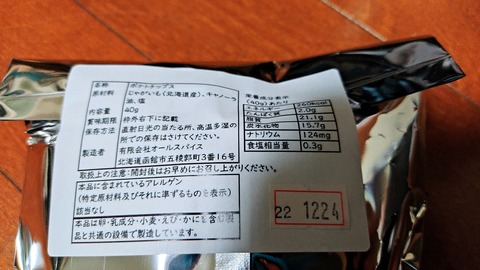 名称 ポテトチップス
原材料 じゃがいも(北海道産)、キャノーラ
油、塩
内容量 40g
賞味期限 枠外右下に記載
保存方法 直射日光の当たる所、高温多湿の
所での保存はさけてください。
製造者 有限会社オールスパイス
北海道函館市五稜郭町3番16号
取扱上の注意:開封後はお早めにお召し上がりください。
本品に含まれているアレルゲン
(特定原材料及びそれに準ずるものを表示)
該当なし
本品は卵・乳成分・小麦・えび・かにを含む製
品と共通の設備で製造しています。
栄養成分表示
(40g)あたり
エネルギー 260kcal
たんぱく質 2.0g
脂質 21.1g
炭水化物 15.7g
ナトリウム 124mg
食塩相当量 0.3g
22 1224